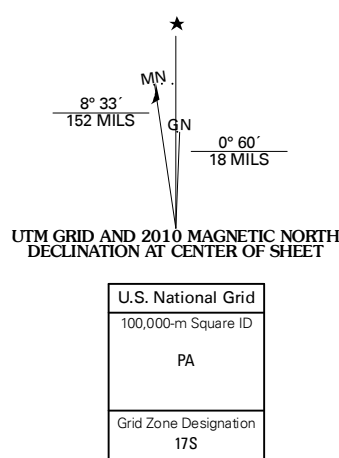 MN
8° 33´
152 MILS
GN
0° 60´
18 MILS
UTM GRID AND 2010 MAGNETIC NORTH
DECLINATION AT CENTER OF SHEET
U.S. National Grid
100,000-m Square ID
PA
Grid Zone Designation
17S